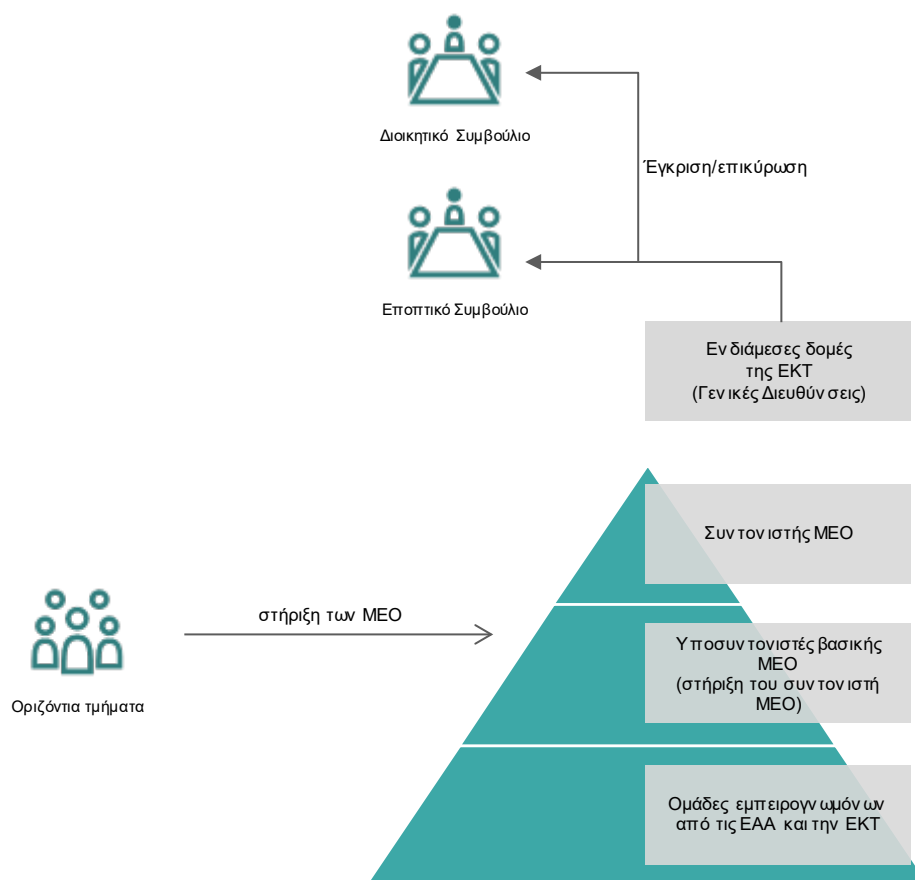 Διοικητικό Συμβούλιο
Έγκριση/επικύρωση
Εποπτικό Συμβούλιο
Ενδιάμεσες δομές
της ΕΚΤ
(Γενικές Διευθύνσεις)
Συντονιστής ΜΕΟ
στήριξη των ΜΕΟ
Οριζόντια τμήματα
Υποσυντονιστές βασικής
ΜΕΟ
(στήριξη του συντονιστή
ΜΕΟ)
Ομάδες εμπειρογνωμόνων
από τις ΕΑΑ και την ΕΚΤ